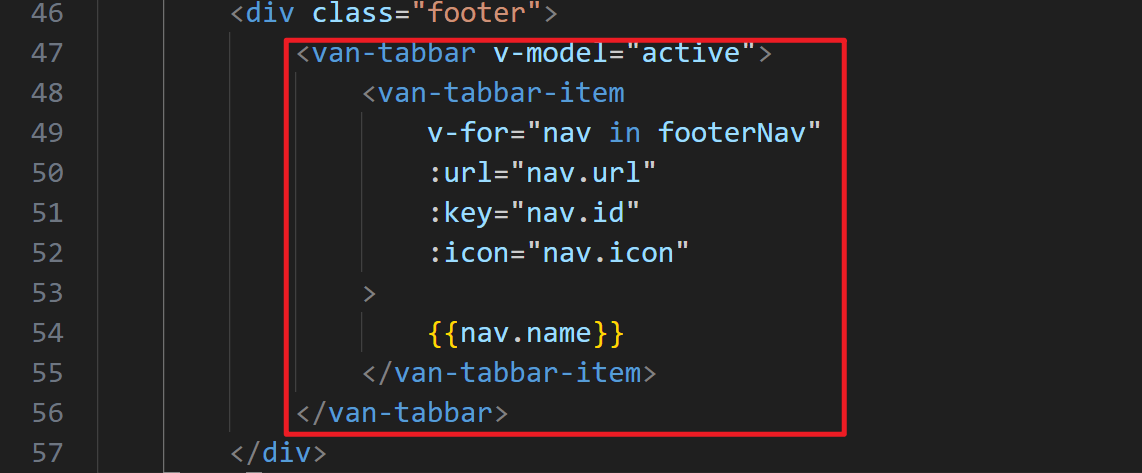 46 <div class="footer">
47 <van-tabbar v-model="active">
48 <van-tabbar-item
49 v-for="nav in footerNav"
50 :url="nav.url"
51 :key="nav.id"
52 :icon="nav.icon"
53 >
54 {{nav.name}}
55 </van-tabbar-item>
56 </van-tabbar>
57 </div>